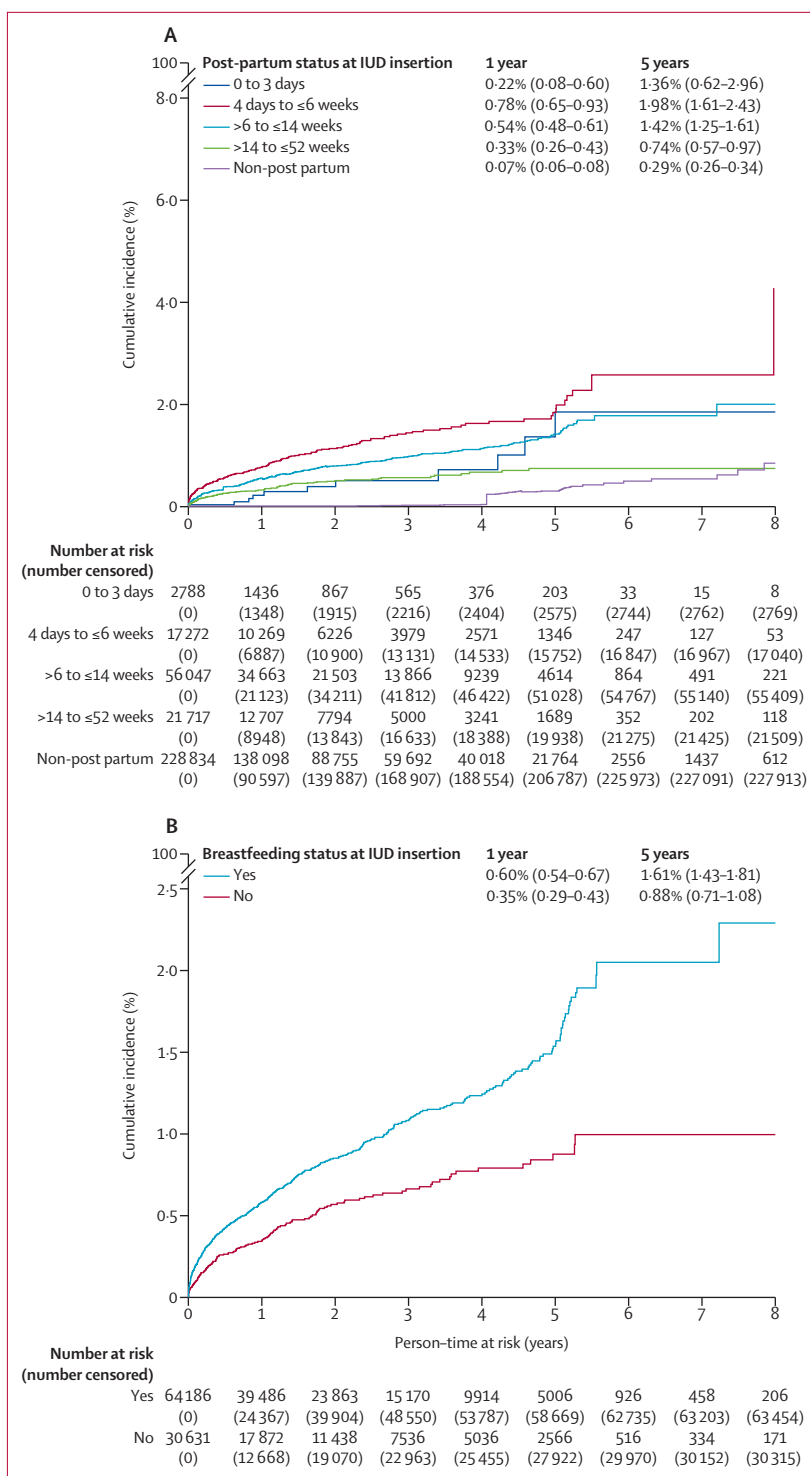 A
Post-partum status at IUD insertion 1 year 5 years
0 to 3 days 0·22% (0·08–0·60) 1·36% (0·62–2·96)
4 days to ≤6 weeks 0·78% (0·65–0·93) 1·98% (1·61–2·43)
>6 to ≤14 weeks 0·54% (0·48–0·61) 1·42% (1·25–1·61)
>14 to ≤52 weeks 0·33% (0·26–0·43) 0·74% (0·57–0·97)
Non-post partum 0·07% (0·06–0·08) 0·29% (0·26–0·34)
100
8·0
6·0
4·0
2·0
0
Cumulative incidence (%)
0 1 2 3 4 5 6 7 8
Number at risk
(number censored)
0 to 3 days 2788 1436 867 565 376 203 33 15 8
(0) (1348) (1915) (2216) (2404) (2575) (2744) (2762) (2769)
4 days to ≤6 weeks 17 272 10 269 6226 3979 2571 1346 247 127 53
(0) (6887) (10 900) (13 131) (14 533) (15 752) (16 847) (16 967) (17 040)
>6 to ≤14 weeks 56 047 34 663 21 503 13 866 9239 4614 864 491 221
(0) (21 123) (34 211) (41 812) (46 422) (51 028) (54 767) (55 140) (55 409)
>14 to ≤52 weeks 21 717 12 707 7794 5000 3241 1689 352 202 118
(0) (8948) (13 843) (16 633) (18 388) (19 938) (21 275) (21 425) (21 509)
Non-post partum 228 834 138 098 88 755 59 692 40 018 21 764 2556 1437 612
(0) (90 597) (139 887) (168 907) (188 554) (206 787) (225 973) (227 091) (227 913)
B
Breastfeeding status at IUD insertion 1 year 5 years
Yes 0·60% (0·54–0·67) 1·61% (1·43–1·81)
No 0·35% (0·29–0·43) 0·88% (0·71–1·08)
100
2·5
2·0
1·5
1·0
0·5
0
Cumulative incidence (%)
0 1 2 3 4 5 6 7 8
Person–time at risk (years)
Number at risk
(number censored)
Yes 64 186 39 486 23 863 15 170 9914 5006 926 458 206
(0) (24 367) (39 904) (48 550) (53 787) (58 669) (62 735) (63 203) (63 454)
No 30 631 17 872 11 438 7536 5036 2566 516 334 171
(0) (12 668) (19 070) (22 963) (25 455) (27 922) (29 970) (30 152) (30 315)